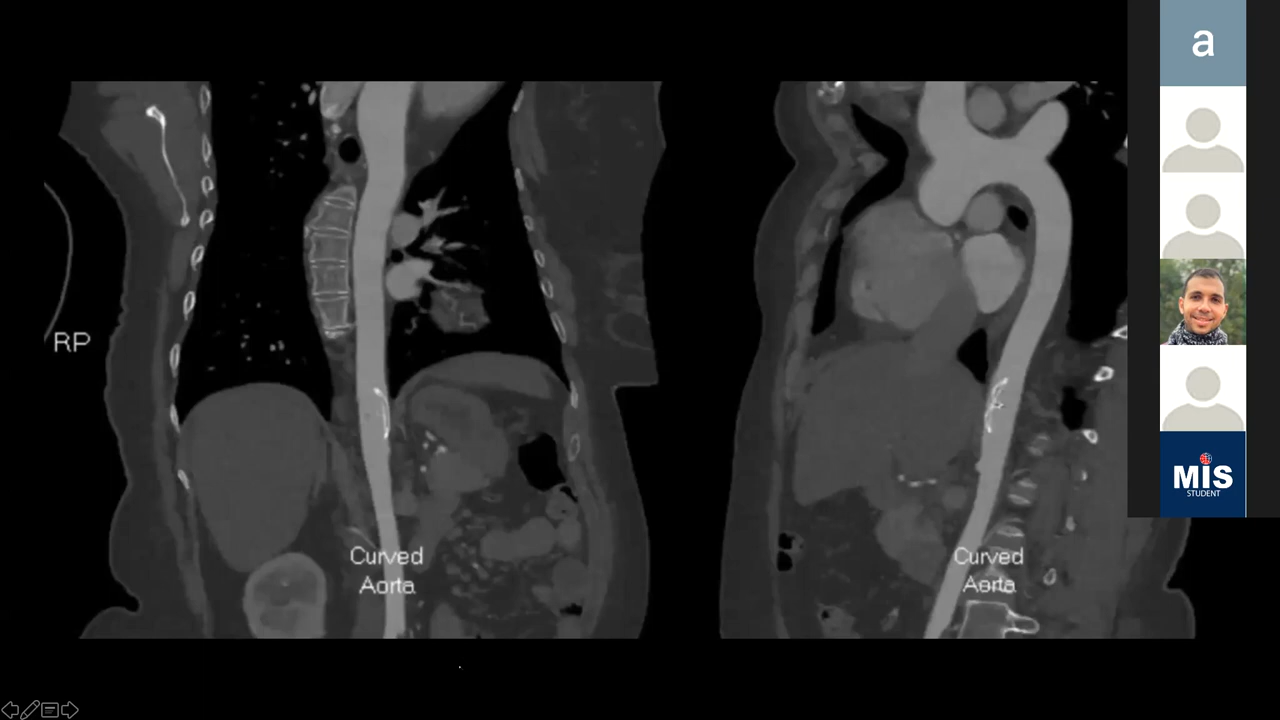 RP
Curved
Aorta
Curved
Aorta
a
MIS
STUDENT